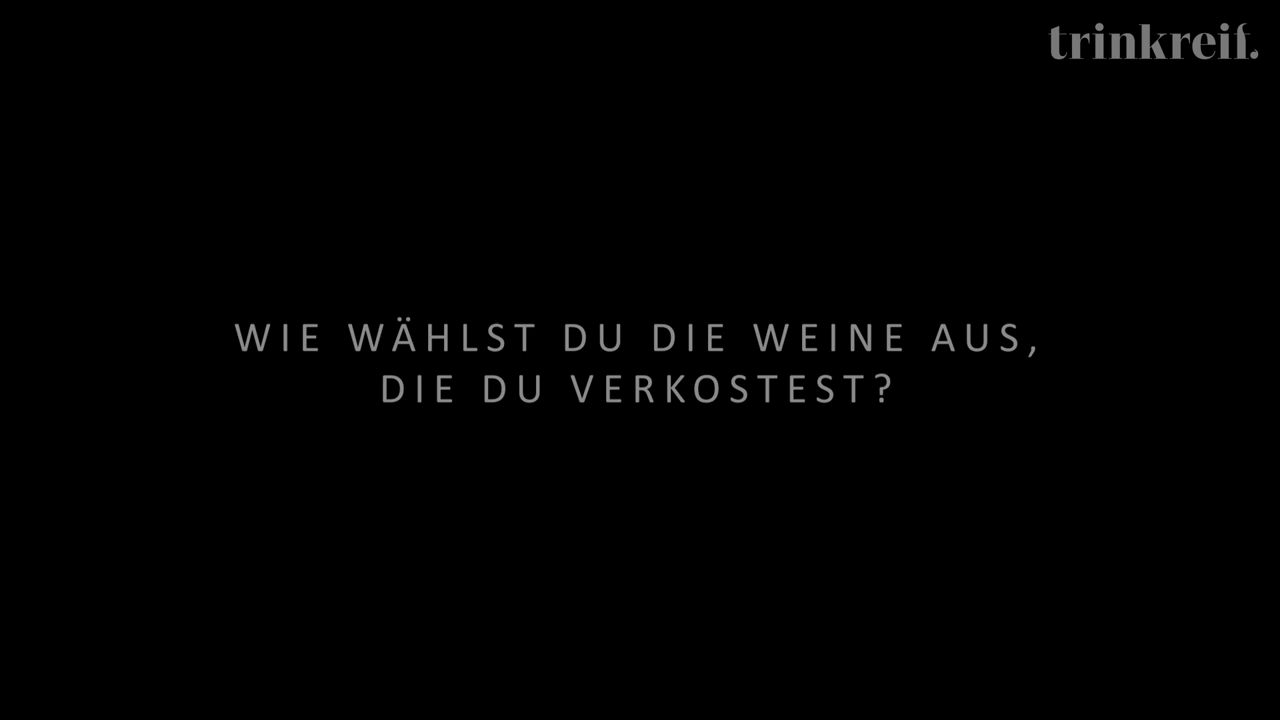 trinkreif.
WIE WÄHLST DU DIE WEINE AUS,
DIE DU VERKOSTEST?